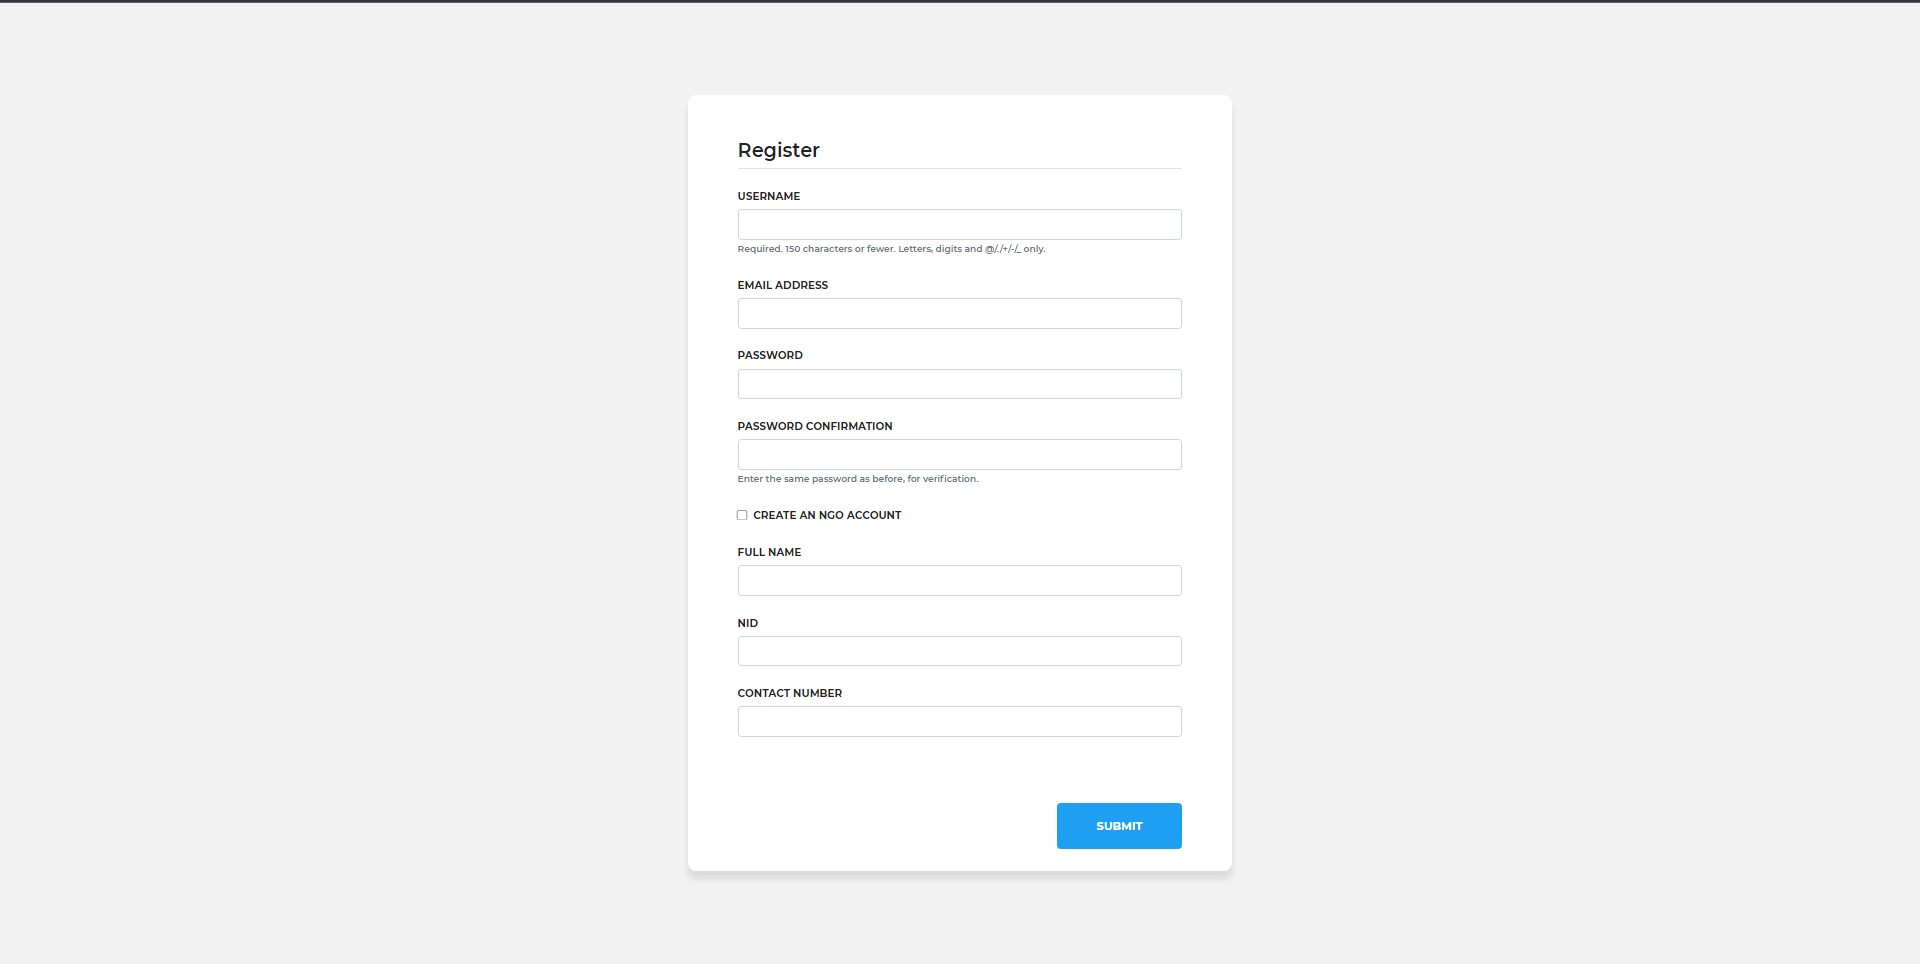 Register
USERNAME
Required. 150 characters or fewer. Letters, digits and @/./+/-/_ only.
EMAIL ADDRESS
PASSWORD
PASSWORD CONFIRMATION
Enter the same password as before, for verification.
CREATE AN NGO ACCOUNT
FULL NAME
NID
CONTACT NUMBER
SUBMIT